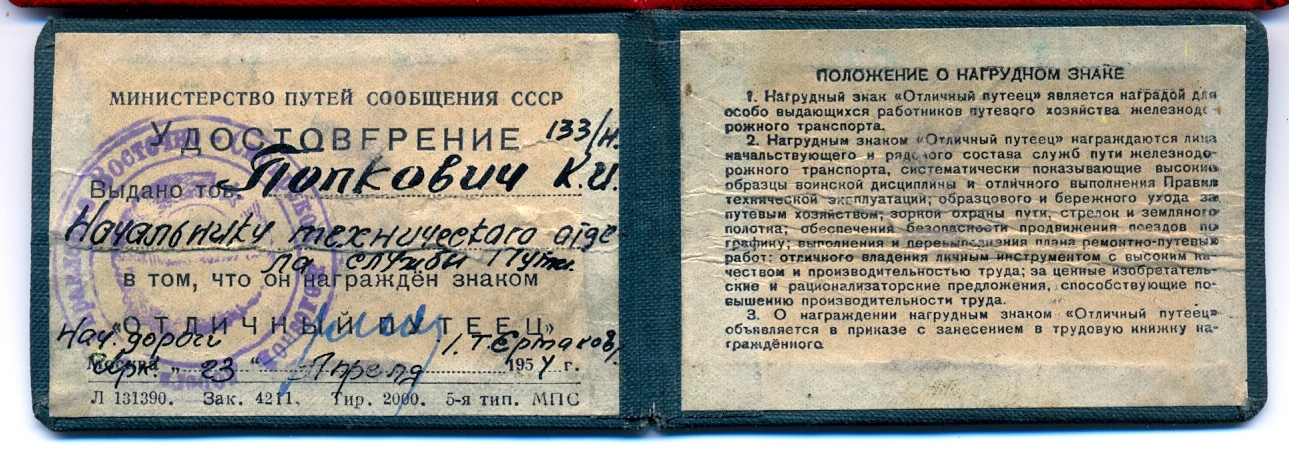 МИНИСТЕРСТВО ПУТЕЙ СООБЩЕНИЯ СССР
УДОСТОВЕРЕНИЕ 133/Н.
Выдано тов. Попкович К.И.
Начальнику технического отде
ла службы Пути.
в том, что он награждён знаком
«ОТЛИЧНЫЙ ПУТЕЕЦ»
Нач. дороги
Москва „ 23 “ Апреля 1954 г.
Л 131390. Зак. 4211. Тир. 2000. 5-я тип. МПС
ПОЛОЖЕНИЕ О НАГРУДНОМ ЗНАКЕ
1. Нагрудный знак «Отличный путеец» является наградой для
особо выдающихся работников путевого хозяйства железнодо-
рожного транспорта.
2. Нагрудным знаком «Отличный путеец» награждаются лица
начальствующего и рядового состава служб пути железнодо-
рожного транспорта, систематически показывающие высокие
образцы воинской дисциплины и отличного выполнения Правил
технической эксплуатации; образцового и бережного ухода за
путевым хозяйством; зоркой охраны пути, стрелок и земляного
полотна; обеспечения безопасности продвижения поездов по
графику; выполнения и перевыполнения плана ремонтно-путевых
работ; отличного владения личным инструментом с высоким ка-
чеством и производительностью труда; за ценные изобретатель-
ские и рационализаторские предложения, способствующие по-
вышению производительности труда.
3. О награждении нагрудным знаком «Отличный путеец»
объявляется в приказе с занесением в трудовую книжку на-
граждённого.